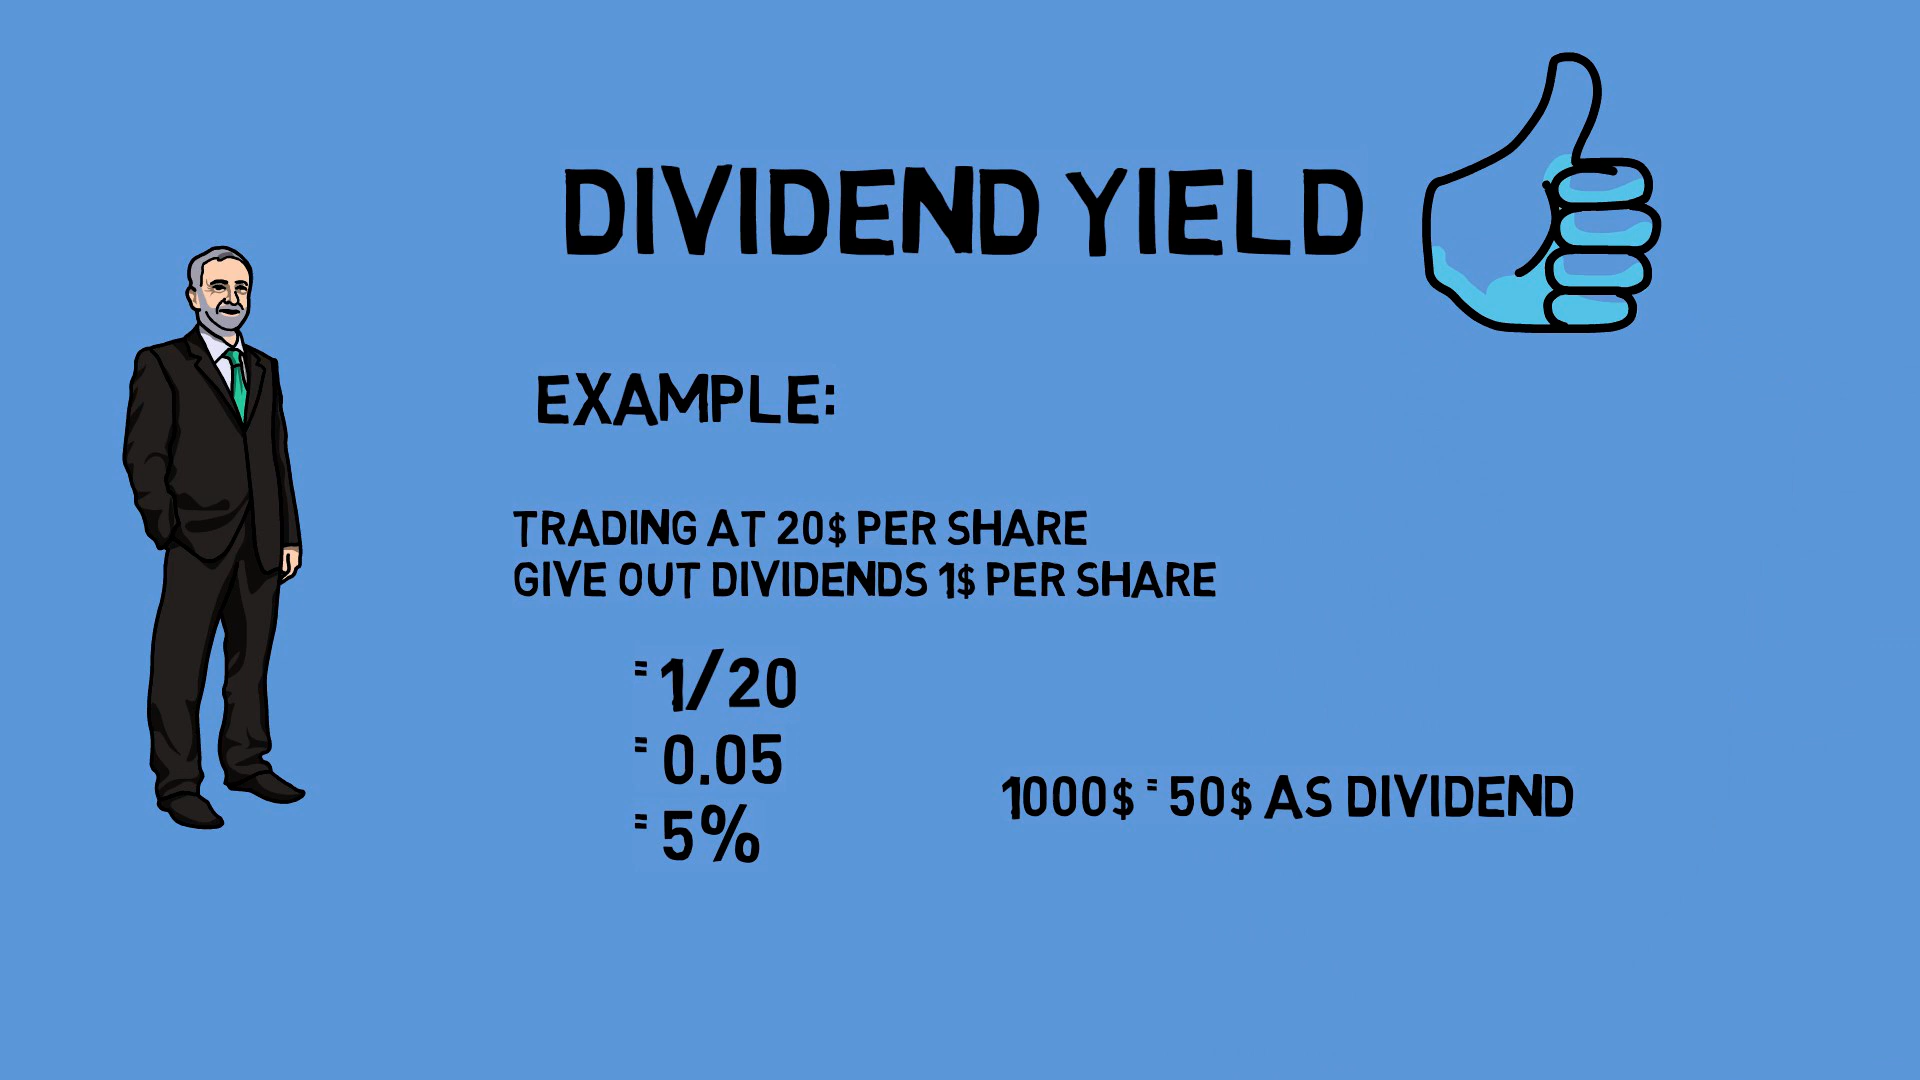 DIVIDEND YIELD
EXAMPLE:
TRADING AT 20$ PER SHARE
GIVE OUT DIVIDENDS 1$ PER SHARE
= 1/20
= 0.05
= 5%
1000$ = 50$ AS DIVIDEND